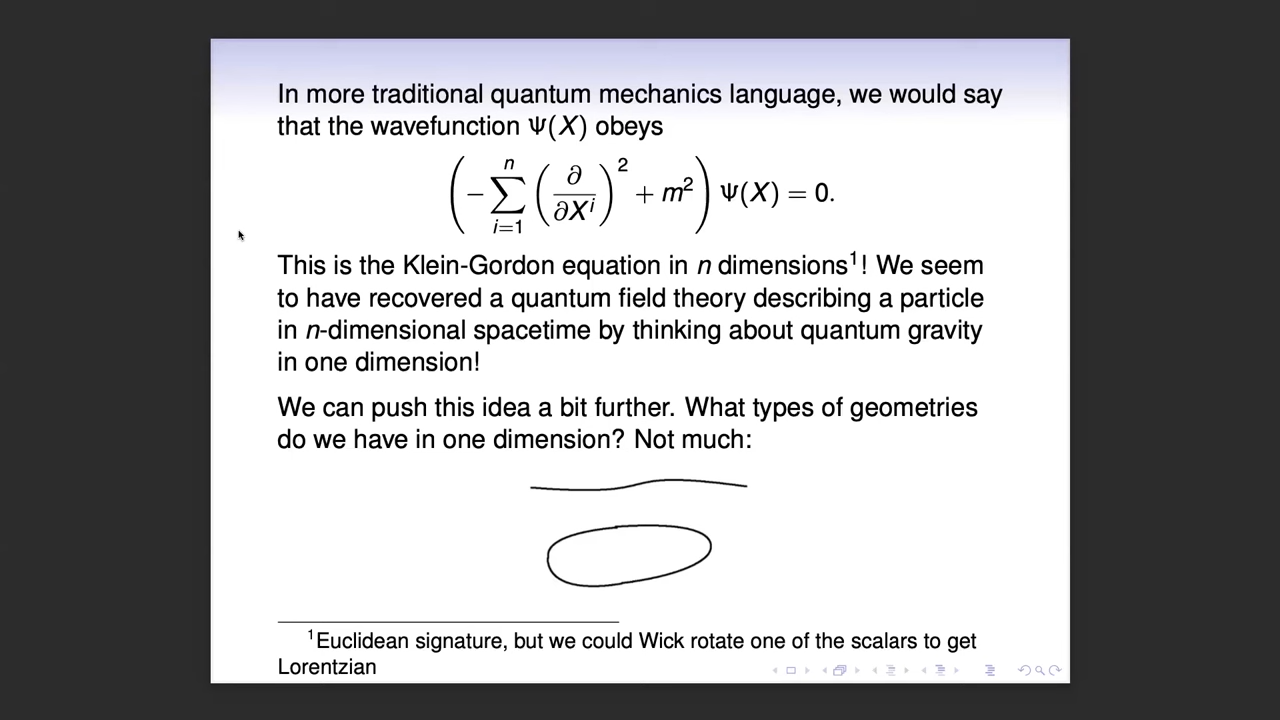 In more traditional quantum mechanics language, we would say
that the wavefunction Ψ(X) obeys
(−∑ᵢ₌₁ⁿ (∂/∂Xⁱ)² + m²) Ψ(X) = 0.
This is the Klein-Gordon equation in n dimensions¹! We seem
to have recovered a quantum field theory describing a particle
in n-dimensional spacetime by thinking about quantum gravity
in one dimension!
We can push this idea a bit further. What types of geometries
do we have in one dimension? Not much:
¹Euclidean signature, but we could Wick rotate one of the scalars to get
Lorentzian